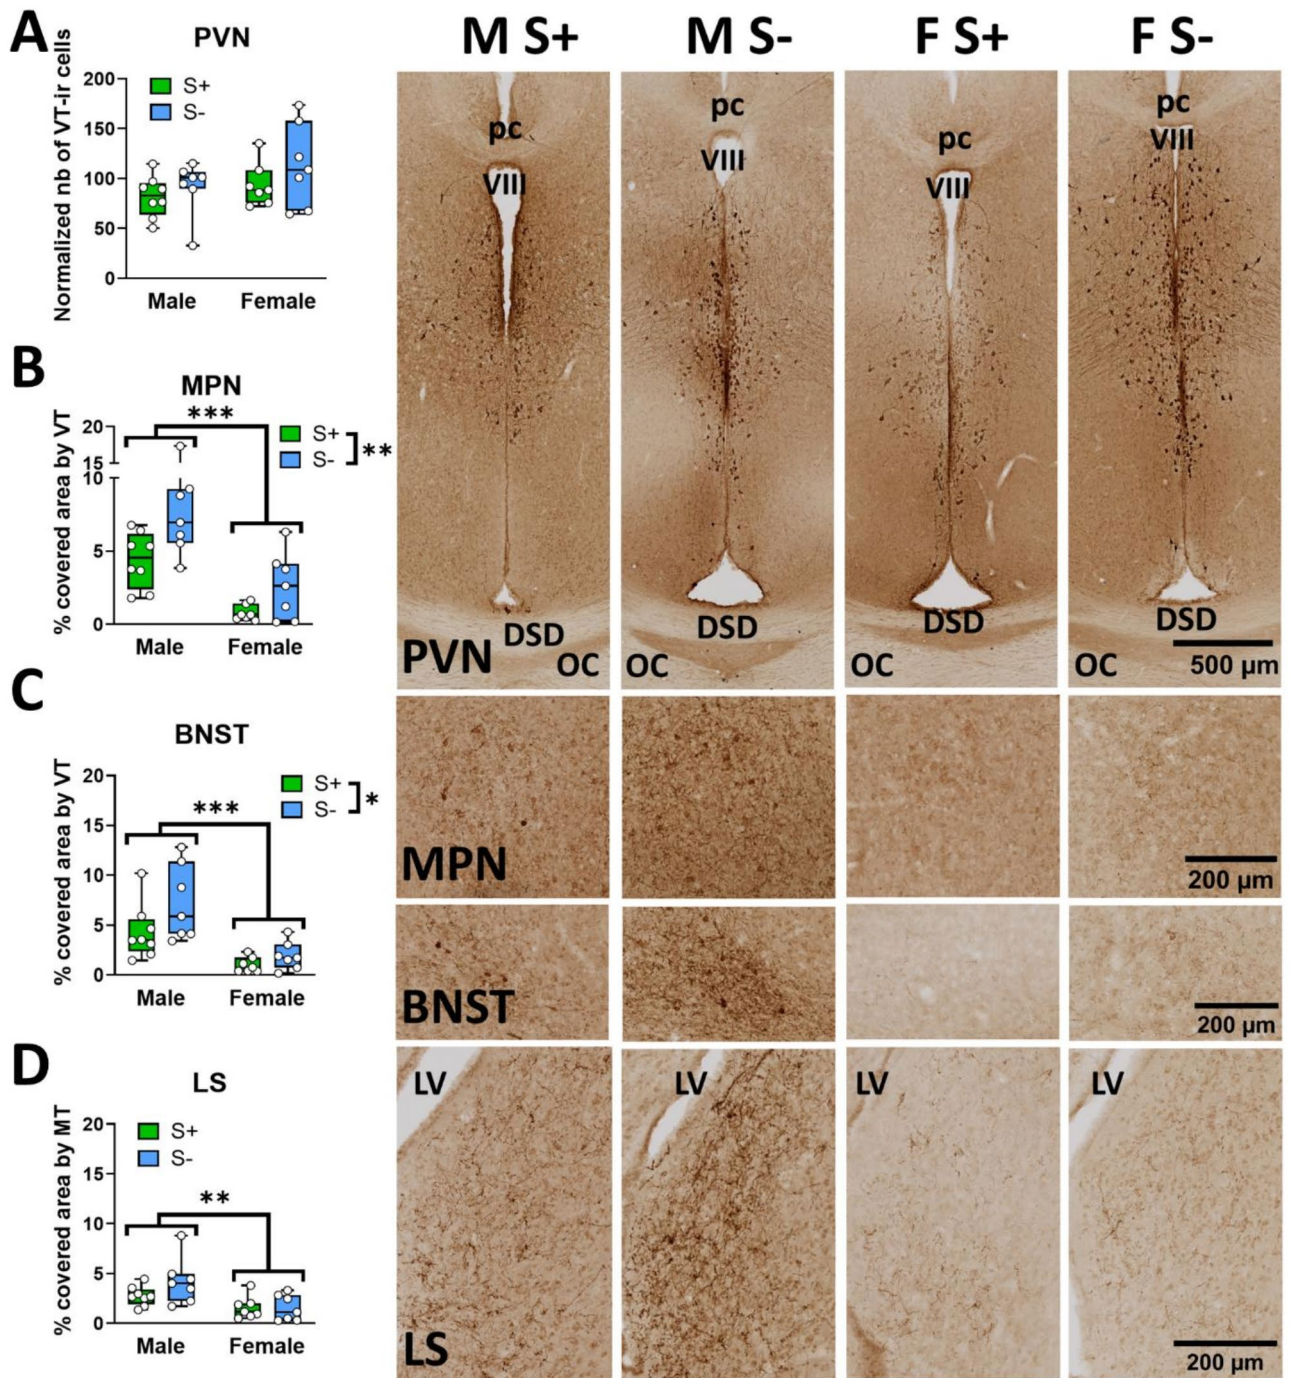 A
PVN
Normalized nb of VT-ir cells
200
150
100
50
0
S+
S-
Male
Female
B
MPN
% covered area by VT
20
15
10
5
0
***
S+
S-
**
Male
Female
C
BNST
% covered area by VT
20
15
10
5
0
***
S+
S-
*
Male
Female
D
LS
% covered area by MT
20
15
10
5
0
S+
S-
**
Male
Female
M S+
M S-
F S+
F S-
pc
VIII
DSD
OC
PVN
pc
VIII
DSD
OC
pc
VIII
DSD
OC
pc
VIII
DSD
OC
500 µm
MPN
200 µm
BNST
200 µm
LV
LV
LV
LV
LS
200 µm